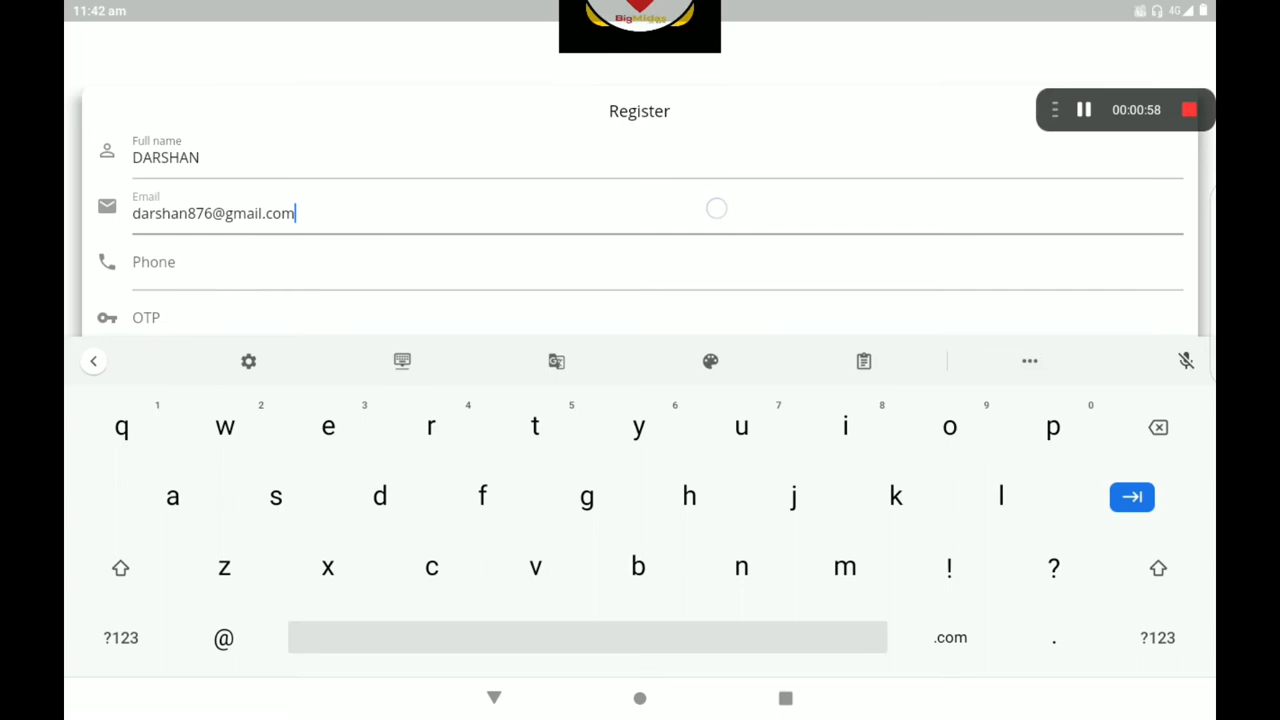 11:42 am
4G
BigMidas
00:00:58
Register
Full name
DARSHAN
Email
darshan876@gmail.com
Phone
OTP
1 2 3 4 5 6 7 8 9 0
q w e r t y u i o p
a s d f g h j k l
z x c v b n m ! ?
?123 @ .com . ?123